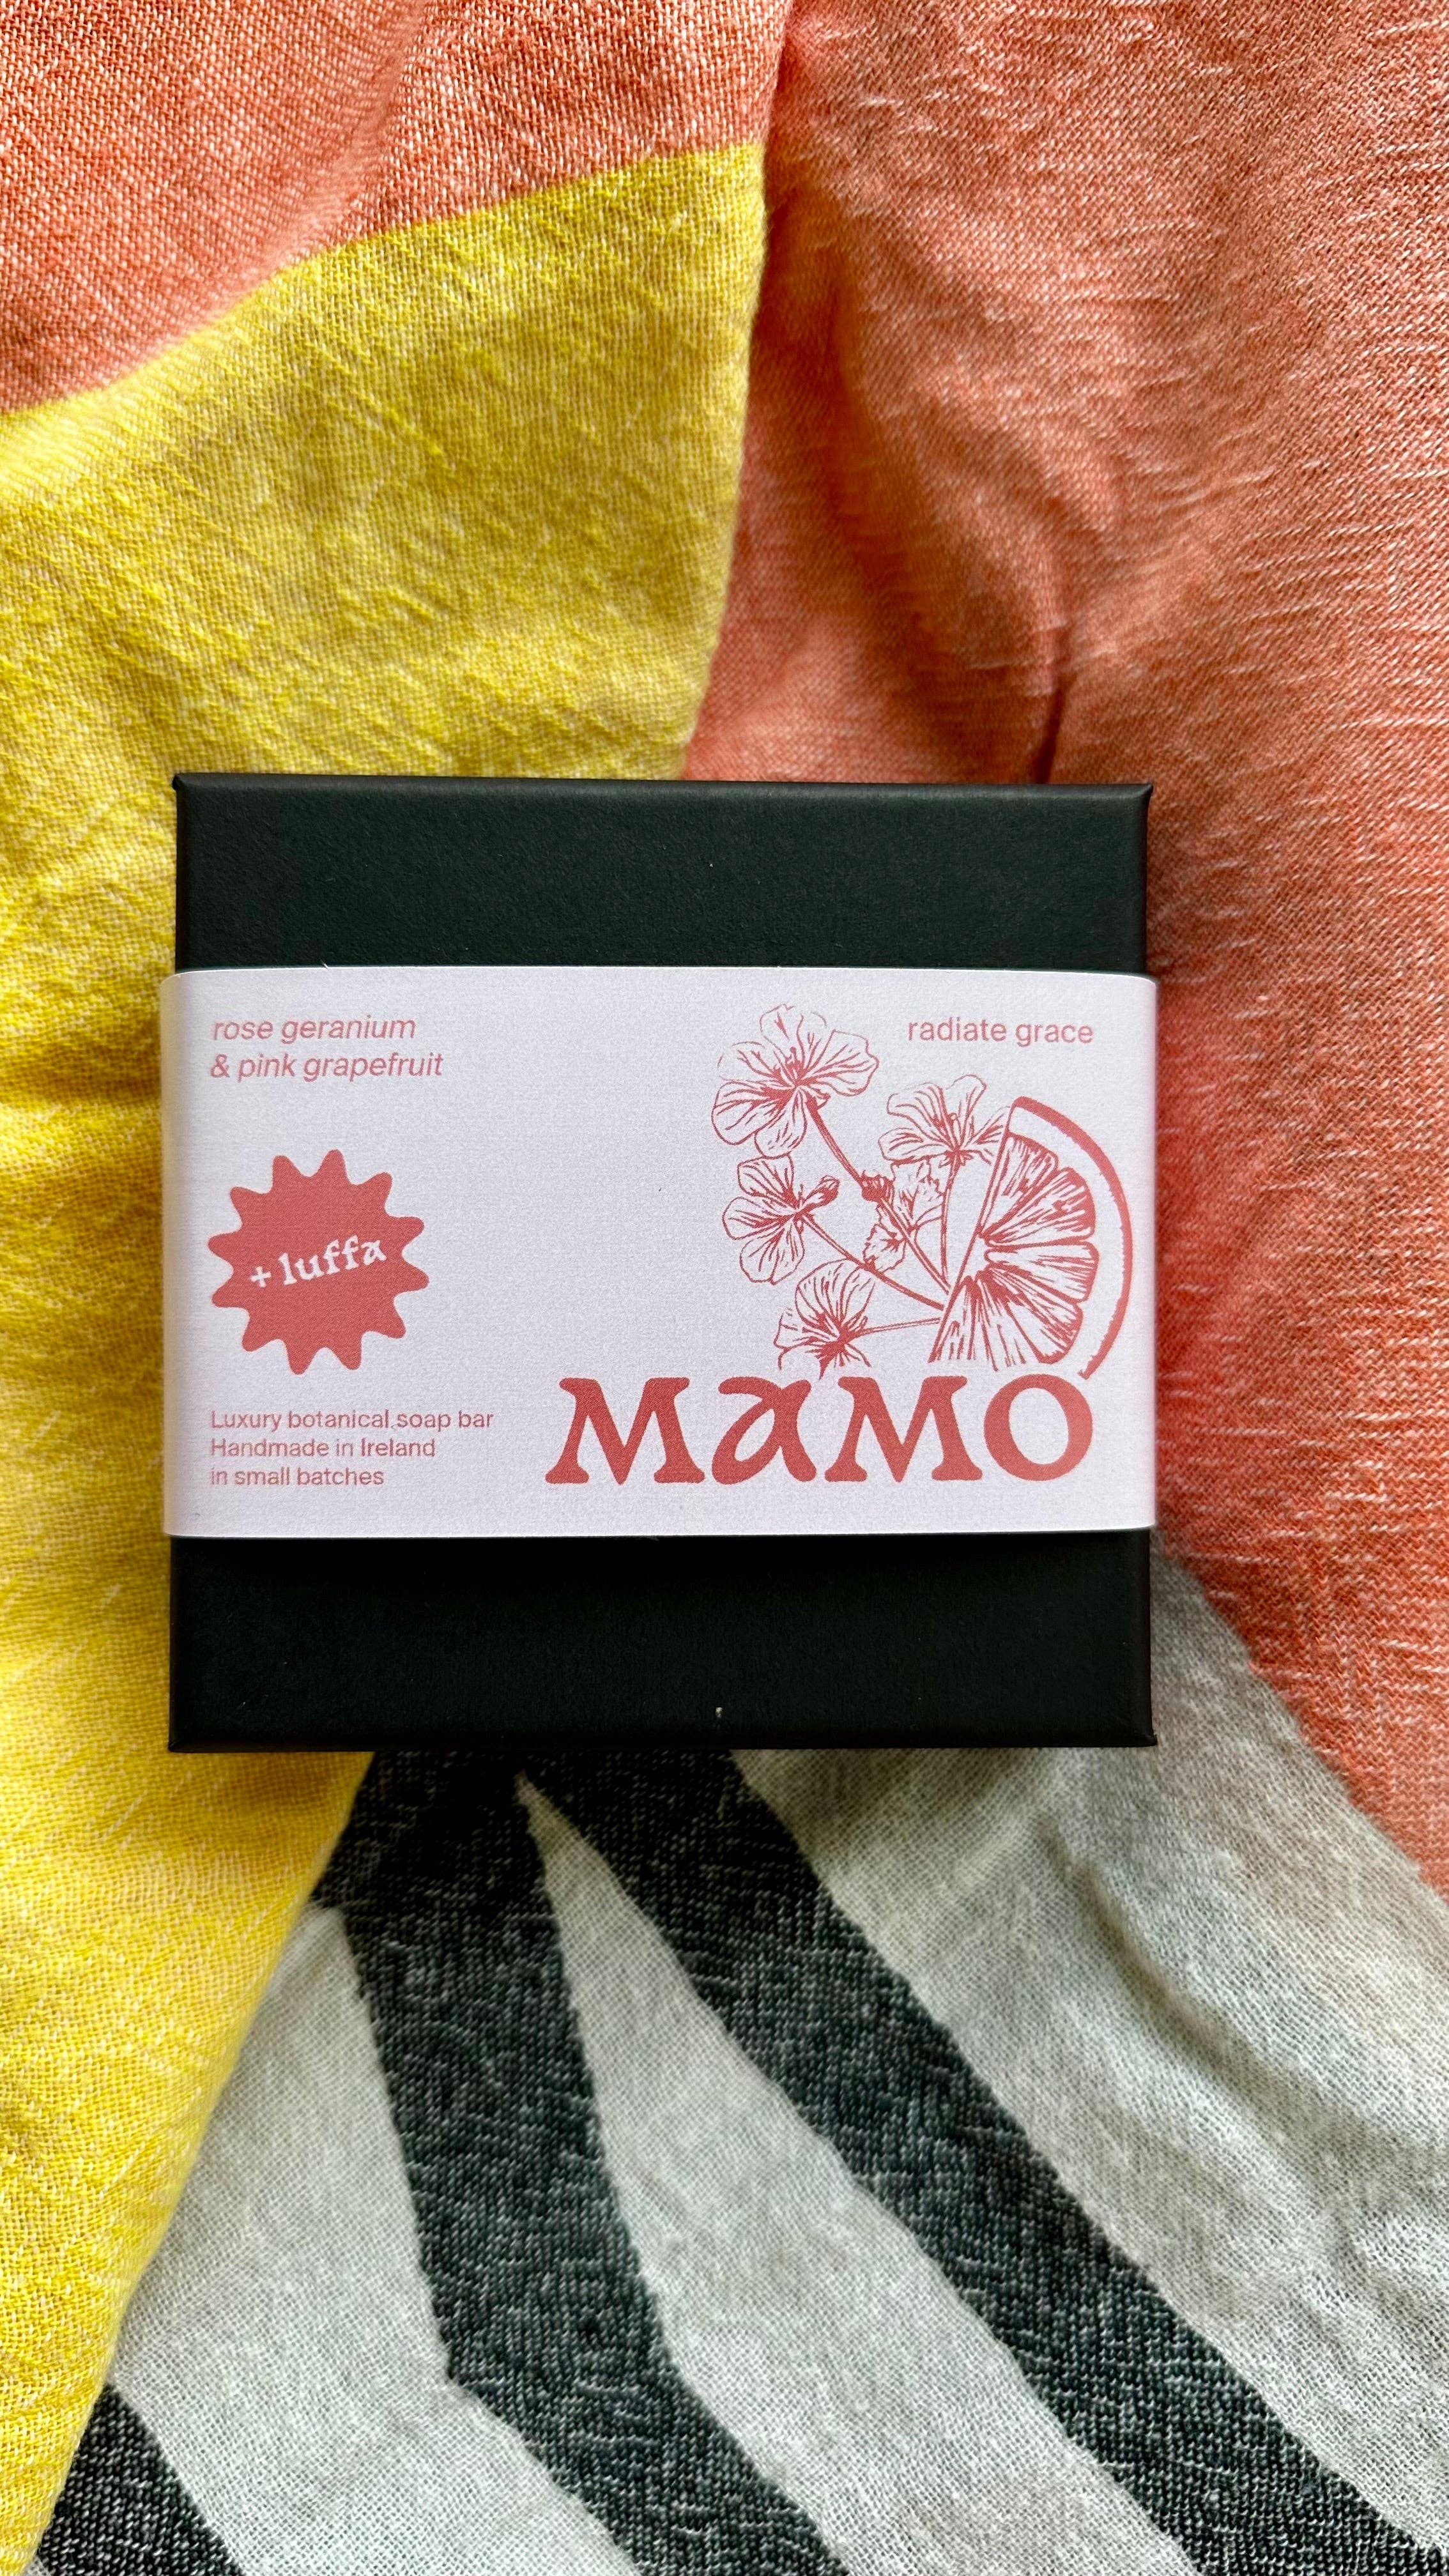 rose geranium
& pink grapefruit
radiate grace
+ luffa
Luxury botanical soap bar
Handmade in Ireland
in small batches
MaMO